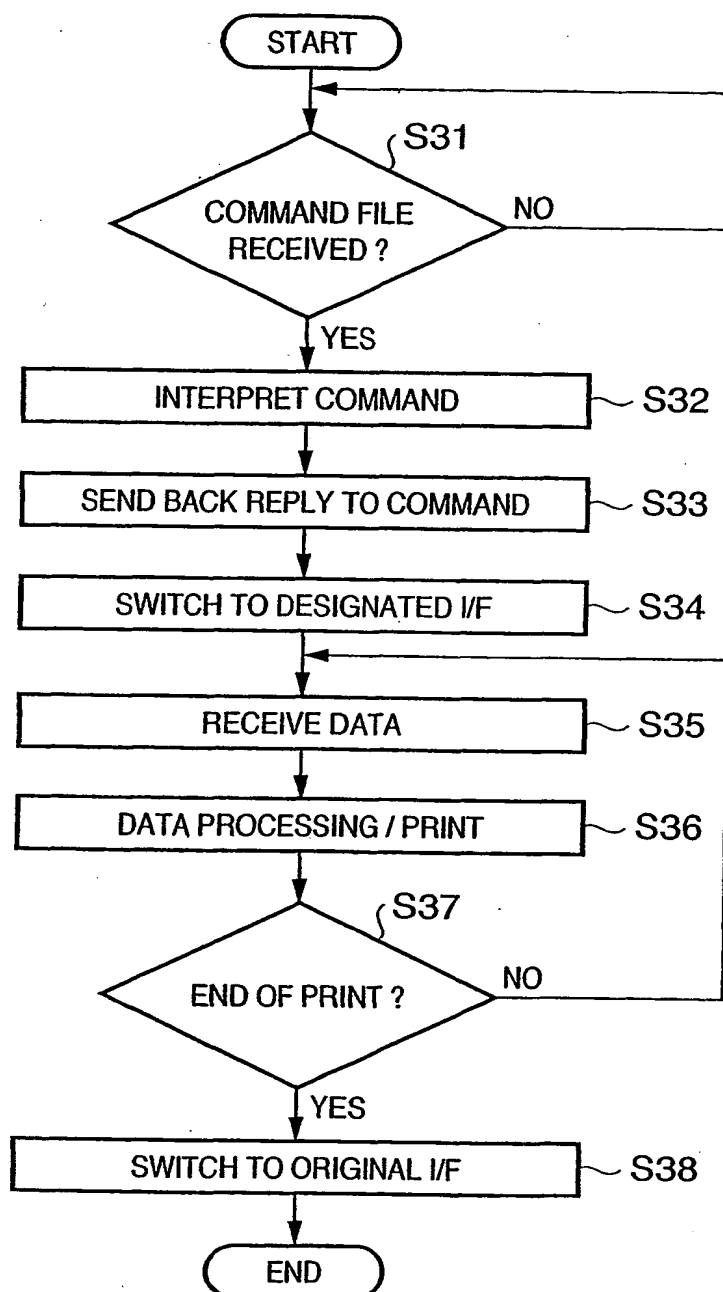 START
S31
COMMAND FILE
RECEIVED ?
NO
YES
INTERPRET COMMAND
S32
SEND BACK REPLY TO COMMAND
S33
SWITCH TO DESIGNATED I/F
S34
RECEIVE DATA
S35
DATA PROCESSING / PRINT
S36
S37
END OF PRINT ?
NO
YES
SWITCH TO ORIGINAL I/F
S38
END